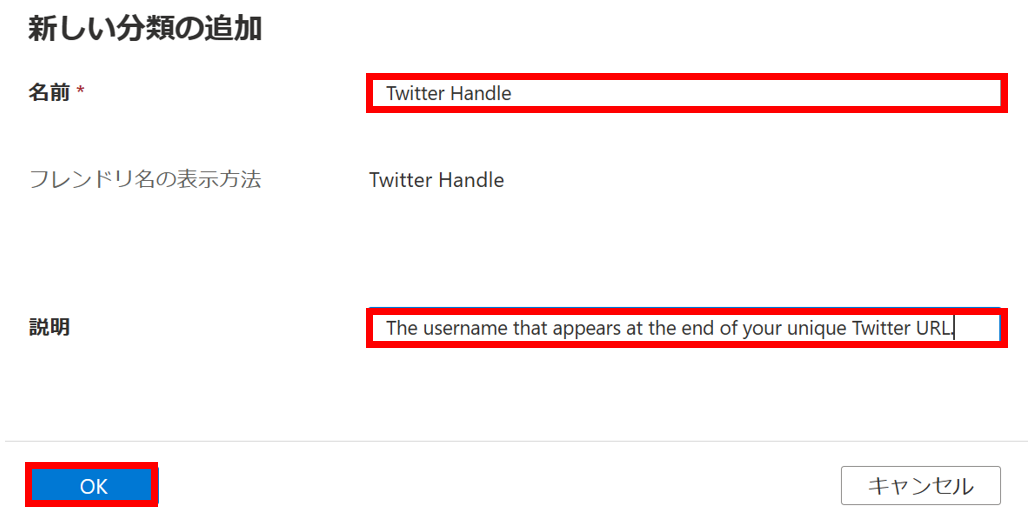 新しい分類の追加
名前 * Twitter Handle
フレンドリ名の表示方法 Twitter Handle
説明 The username that appears at the end of your unique Twitter URL.
OK キャンセル